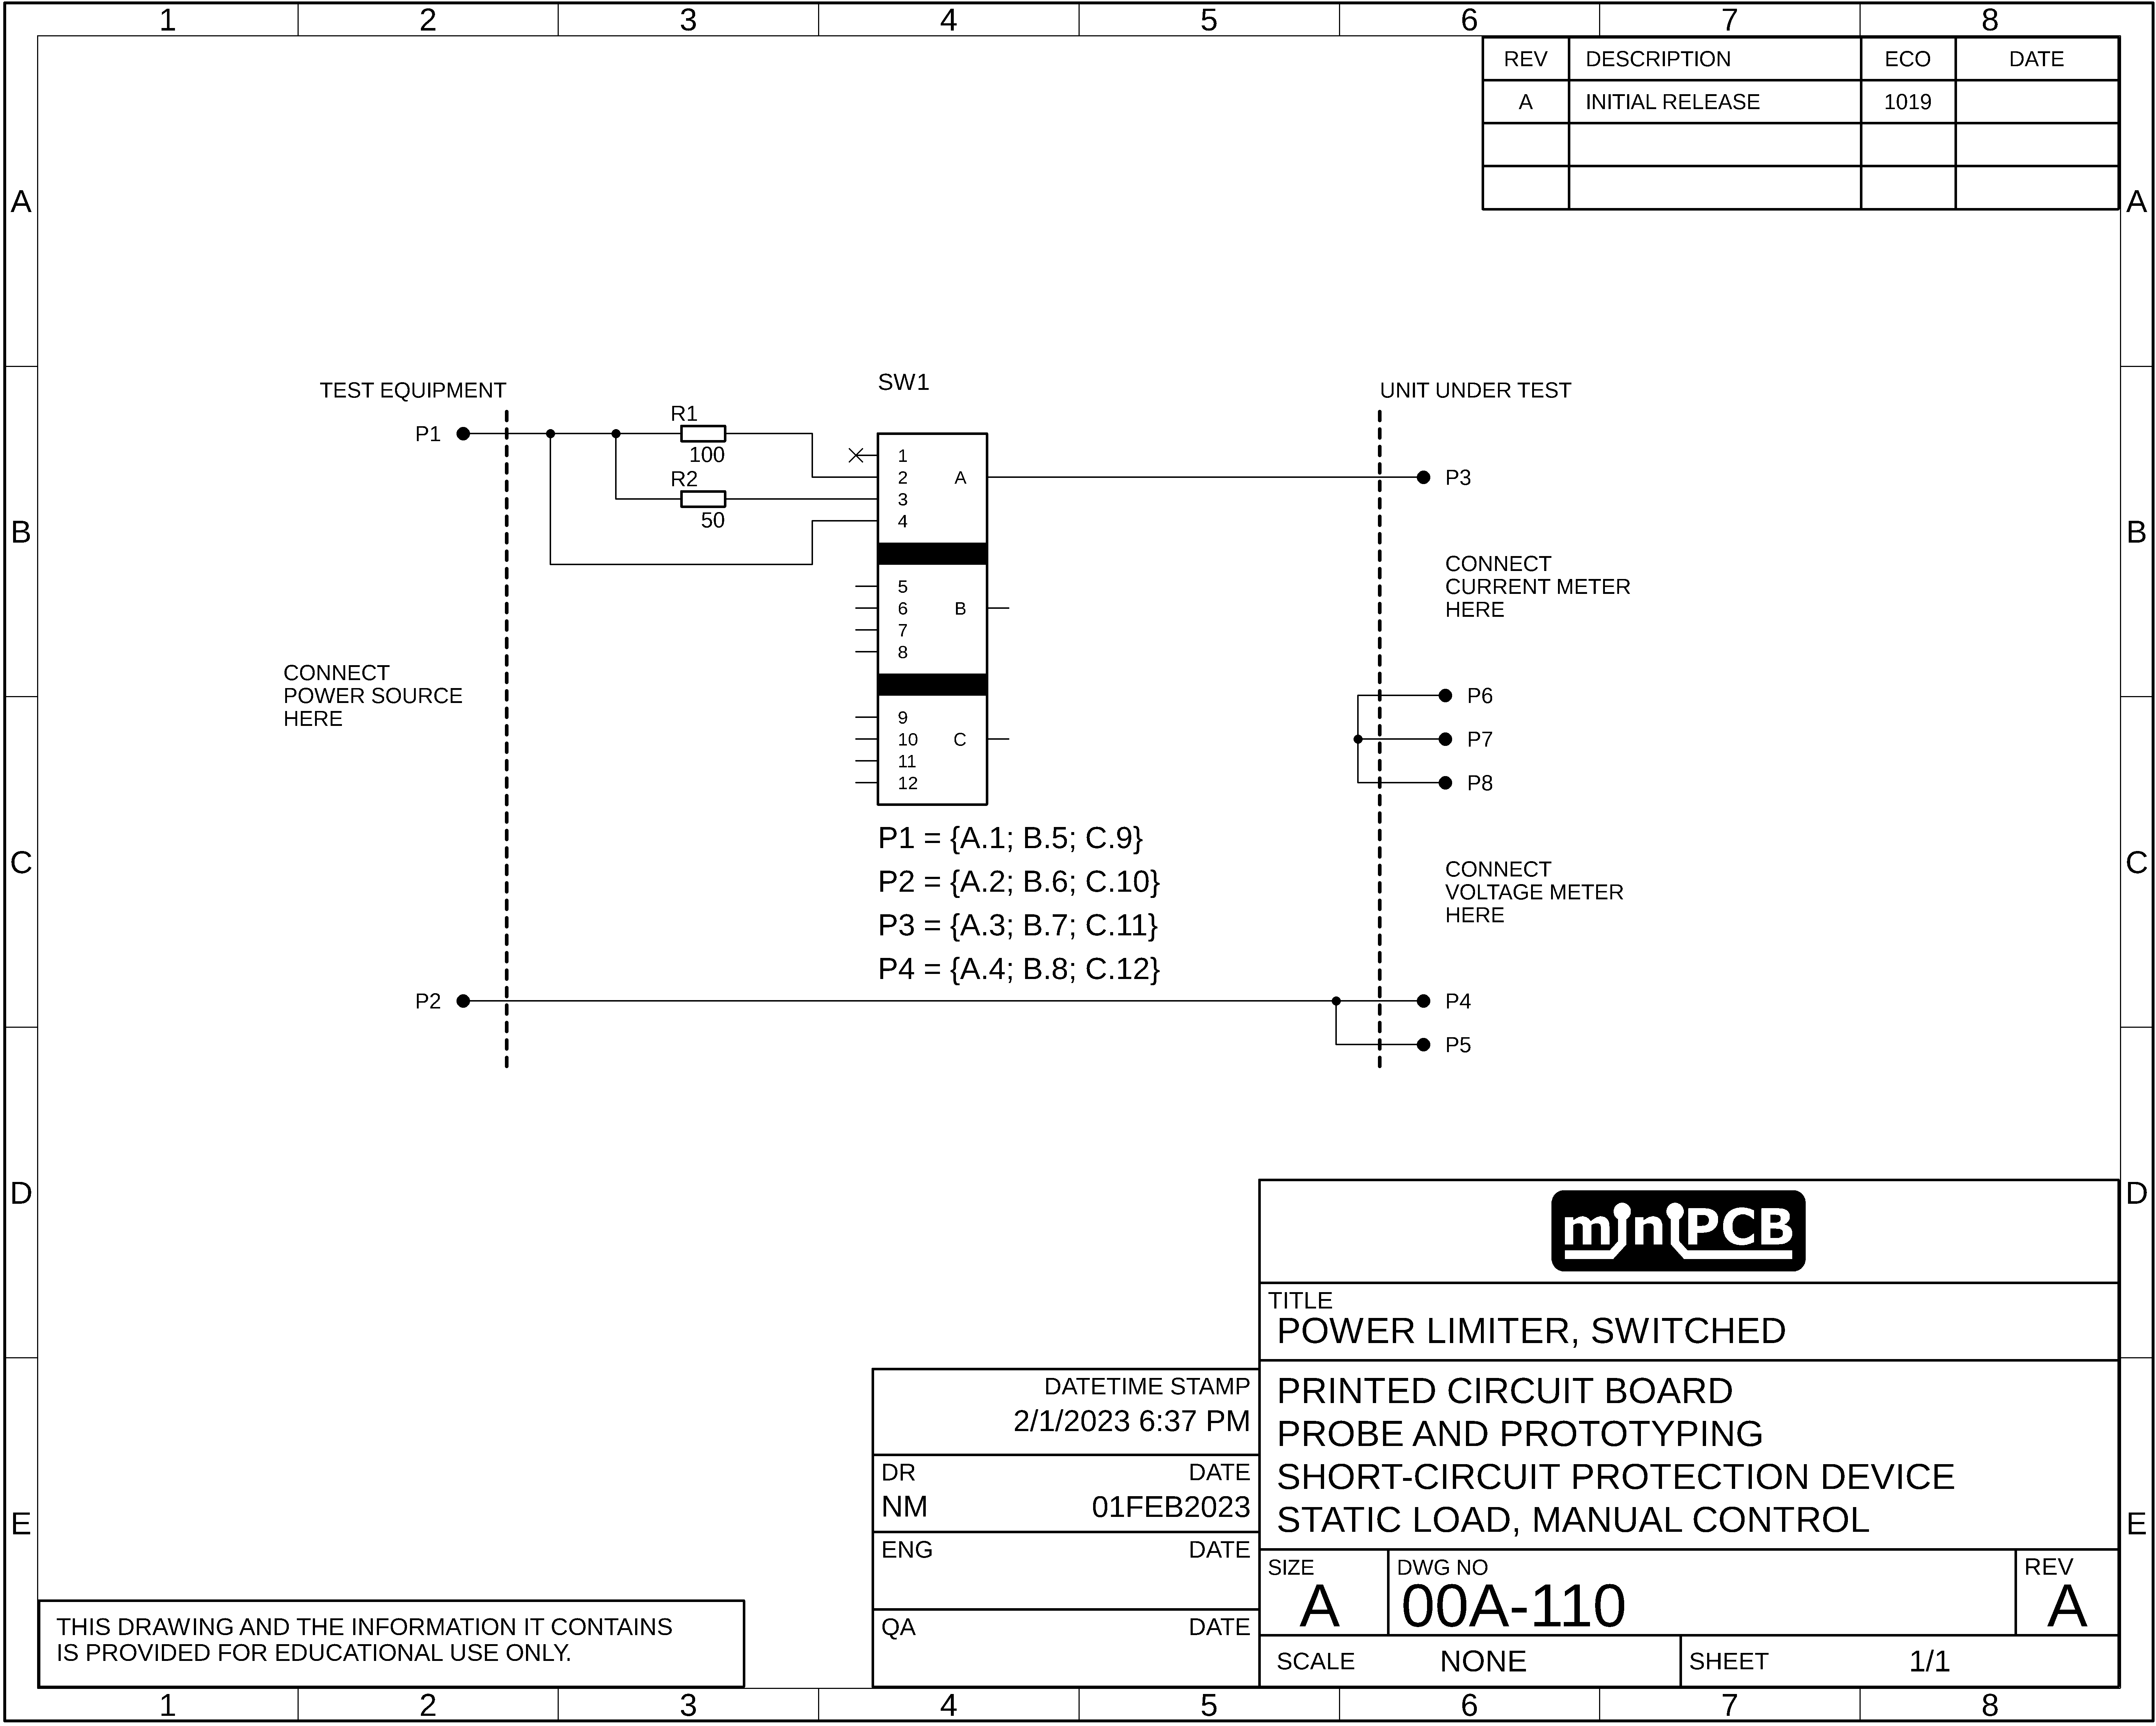 1 2 3 4 5 6 7 8
REV DESCRIPTION ECO DATE
A INITIAL RELEASE 1019
A A
SW1
TEST EQUIPMENT
UNIT UNDER TEST
P1
R1
100
R2
50
1
2
3
4
A
P3
B B
CONNECT
CURRENT METER
HERE
5
6
7
8
B
CONNECT
POWER SOURCE
HERE
P6
P7
P8
9
10
11
12
C
P1 = {A.1; B.5; C.9}
P2 = {A.2; B.6; C.10}
P3 = {A.3; B.7; C.11}
P4 = {A.4; B.8; C.12}
C C
CONNECT
VOLTAGE METER
HERE
P2
P4
P5
D D
miniPCB
TITLE
POWER LIMITER, SWITCHED
PRINTED CIRCUIT BOARD
PROBE AND PROTOTYPING
SHORT-CIRCUIT PROTECTION DEVICE
STATIC LOAD, MANUAL CONTROL
DATETIME STAMP
2/1/2023 6:37 PM
DR DATE
NM 01FEB2023
ENG DATE
QA DATE
E E
SIZE DWG NO REV
A 00A-110 A
SCALE NONE SHEET 1/1
THIS DRAWING AND THE INFORMATION IT CONTAINS
IS PROVIDED FOR EDUCATIONAL USE ONLY.
1 2 3 4 5 6 7 8